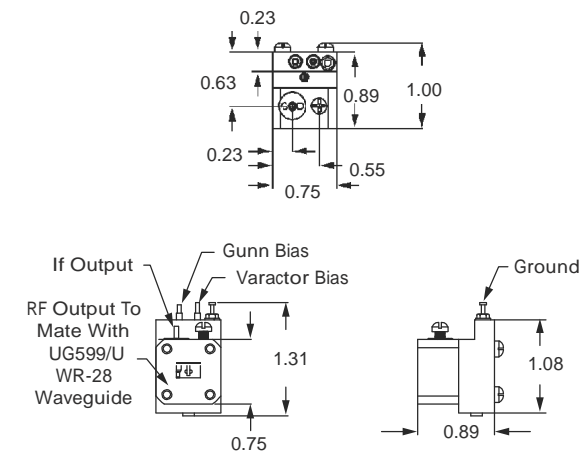 0.23
0.63
0.89
1.00
0.23
0.55
0.75
Gunn Bias
If Output
Varactor Bias
RF Output To
Mate With
UG599/U
WR-28
Waveguide
1.31
0.75
Ground
1.08
0.89